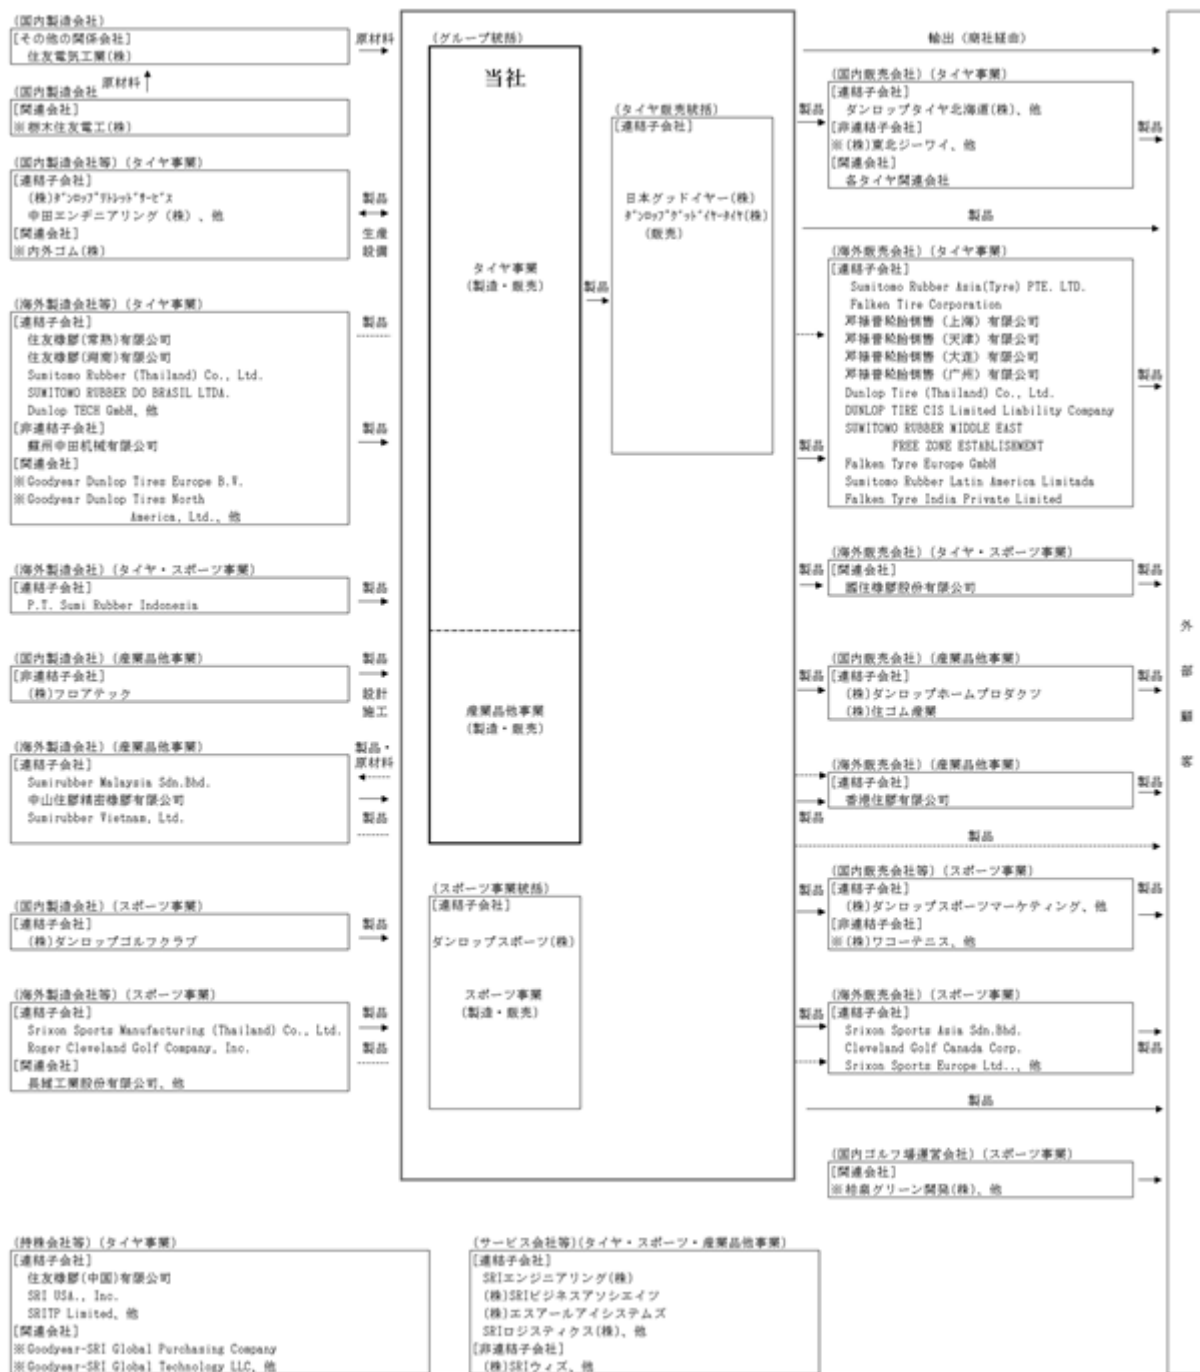 (国内製造会社)
[その他の関係会社]
住友電気工業(株)
原材料
原材料
(国内製造会社
[関連会社]
※栃木住友電工(株)
(国内製造会社等)(タイヤ事業)
[連結子会社]
(株)ダンロップリトレッドサービス
中田エンヂニアリング(株)、他
[関連会社]
※内外ゴム(株)
製品
生産
設備
(海外製造会社等)(タイヤ事業)
[連結子会社]
住友橡膠(常熟)有限公司
住友橡膠(湖南)有限公司
Sumitomo Rubber (Thailand) Co., Ltd.
SUMITOMO RUBBER DO BRASIL LTDA.
Dunlop TECH GmbH, 他
[非連結子会社]
蘇州中田机械有限公司
[関連会社]
※Goodyear Dunlop Tires Europe B.V.
※Goodyear Dunlop Tires North
America, Ltd., 他
製品
製品
(海外製造会社)(タイヤ・スポーツ事業)
[連結子会社]
P.T. Sumi Rubber Indonesia
製品
(国内製造会社)(産業品他事業)
[非連結子会社]
(株)フロアテック
製品
設計
施工
(海外製造会社)(産業品他事業)
[連結子会社]
Sumirubber Malaysia Sdn.Bhd.
中山住膠精密橡膠有限公司
Sumirubber Vietnam, Ltd.
製品・
原材料
製品
(国内製造会社)(スポーツ事業)
[連結子会社]
(株)ダンロップゴルフクラブ
製品
(海外製造会社等)(スポーツ事業)
[連結子会社]
Srixon Sports Manufacturing (Thailand) Co., Ltd.
Roger Cleveland Golf Company, Inc.
[関連会社]
長維工業股份有限公司、他
製品
製品
(グループ統括)
当社
タイヤ事業
(製造・販売)
産業品他事業
(製造・販売)
製品
(タイヤ販売統括)
[連結子会社]
日本グッドイヤー(株)
ダンロップグッドイヤータイヤ(株)
(販売)
(スポーツ事業統括)
[連結子会社]
ダンロップスポーツ(株)
スポーツ事業
(製造・販売)
輸出(商社経由)
(国内販売会社)(タイヤ事業)
[連結子会社]
ダンロップタイヤ北海道(株)、他
[非連結子会社]
※(株)東北ジーワイ、他
[関連会社]
各タイヤ関連会社
製品
製品
製品
(海外販売会社)(タイヤ事業)
[連結子会社]
Sumitomo Rubber Asia(Tyre) PTE. LTD.
Falken Tire Corporation
邓禄普轮胎销售(上海)有限公司
邓禄普轮胎销售(天津)有限公司
邓禄普轮胎销售(大连)有限公司
邓禄普轮胎销售(广州)有限公司
Dunlop Tire (Thailand) Co., Ltd.
DUNLOP TIRE CIS Limited Liability Company
SUMITOMO RUBBER MIDDLE EAST
FREE ZONE ESTABLISHMENT
Falken Tyre Europe GmbH
Sumitomo Rubber Latin America Limitada
Falken Tyre India Private Limited
製品
製品
(海外販売会社)(タイヤ・スポーツ事業)
[関連会社]
國住橡膠股份有限公司
製品
製品
(国内販売会社)(産業品他事業)
[連結子会社]
(株)ダンロップホームプロダクツ
(株)住ゴム産業
製品
製品
(海外販売会社)(産業品他事業)
[連結子会社]
香港住膠有限公司
製品
製品
製品
(国内販売会社等)(スポーツ事業)
[連結子会社]
(株)ダンロップスポーツマーケティング、他
[非連結子会社]
※(株)ワコーテニス、他
製品
製品
(海外販売会社)(スポーツ事業)
[連結子会社]
Srixon Sports Asia Sdn.Bhd.
Cleveland Golf Canada Corp.
Srixon Sports Europe Ltd.., 他
製品
製品
製品
(国内ゴルフ場運営会社)(スポーツ事業)
[関連会社]
グリーン開発(株)、他
外部顧客
(持株会社等)(タイヤ事業)
[連結子会社]
住友橡膠(中国)有限公司
SRI USA., Inc.
SRITP Limited, 他
[関連会社]
※Goodyear-SRI Global Purchasing Company
※Goodyear-SRI Global Technology LLC, 他
(サービス会社等)(タイヤ・スポーツ・産業品他事業)
[連結子会社]
SRIエンジニアリング(株)
(株)SRIビジネスアソシエイツ
(株)エスアールアイシステムズ
SRIロジスティクス(株)、他
[非連結子会社]
(株)SRIウィズ、他